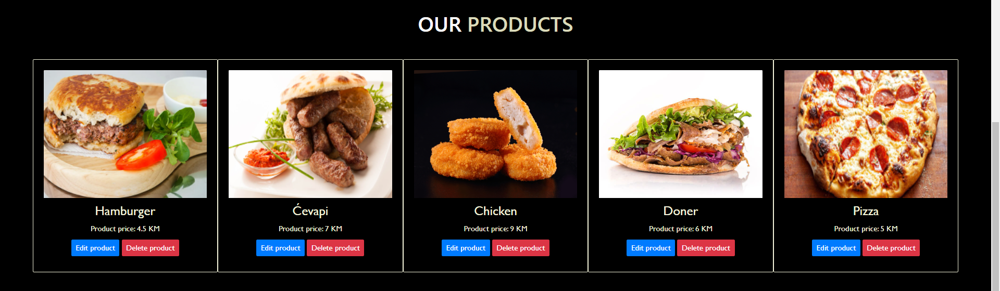 OUR PRODUCTS
Hamburger
Product price: 4.5 KM
Edit product Delete product
Ćevapi
Product price: 7 KM
Edit product Delete product
Chicken
Product price: 9 KM
Edit product Delete product
Doner
Product price: 6 KM
Edit product Delete product
Pizza
Product price: 5 KM
Edit product Delete product